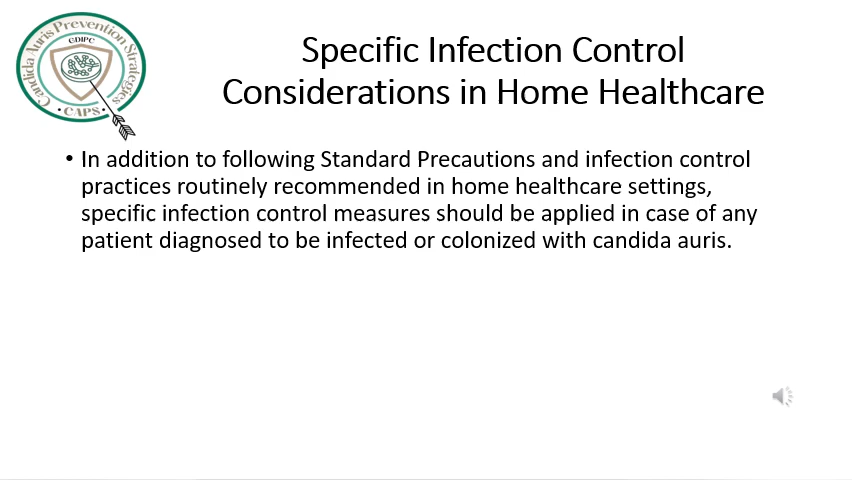 Candida Auris Prevention Strategies
GDIPC
• CAPS •
Specific Infection Control
Considerations in Home Healthcare
• In addition to following Standard Precautions and infection control
practices routinely recommended in home healthcare settings,
specific infection control measures should be applied in case of any
patient diagnosed to be infected or colonized with candida auris.